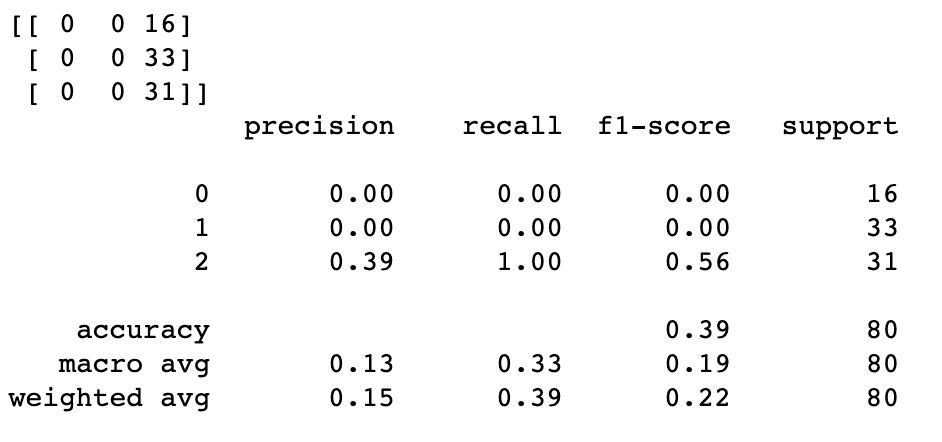 [[ 0  0 16]
 [ 0  0 33]
 [ 0  0 31]]
              precision    recall  f1-score   support

           0       0.00      0.00      0.00        16
           1       0.00      0.00      0.00        33
           2       0.39      1.00      0.56        31

    accuracy                           0.39        80
   macro avg       0.13      0.33      0.19        80
weighted avg       0.15      0.39      0.22        80